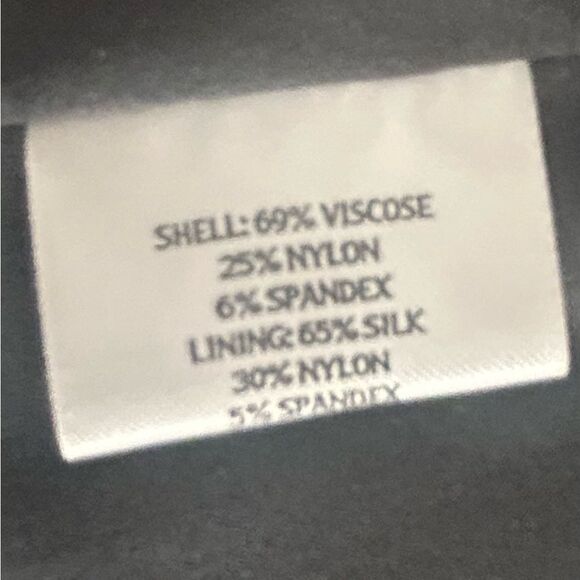 SHELL: 69% VISCOSE
25% NYLON
6% SPANDEX
LINING: 65% SILK
30% NYLON
5% SPANDEX